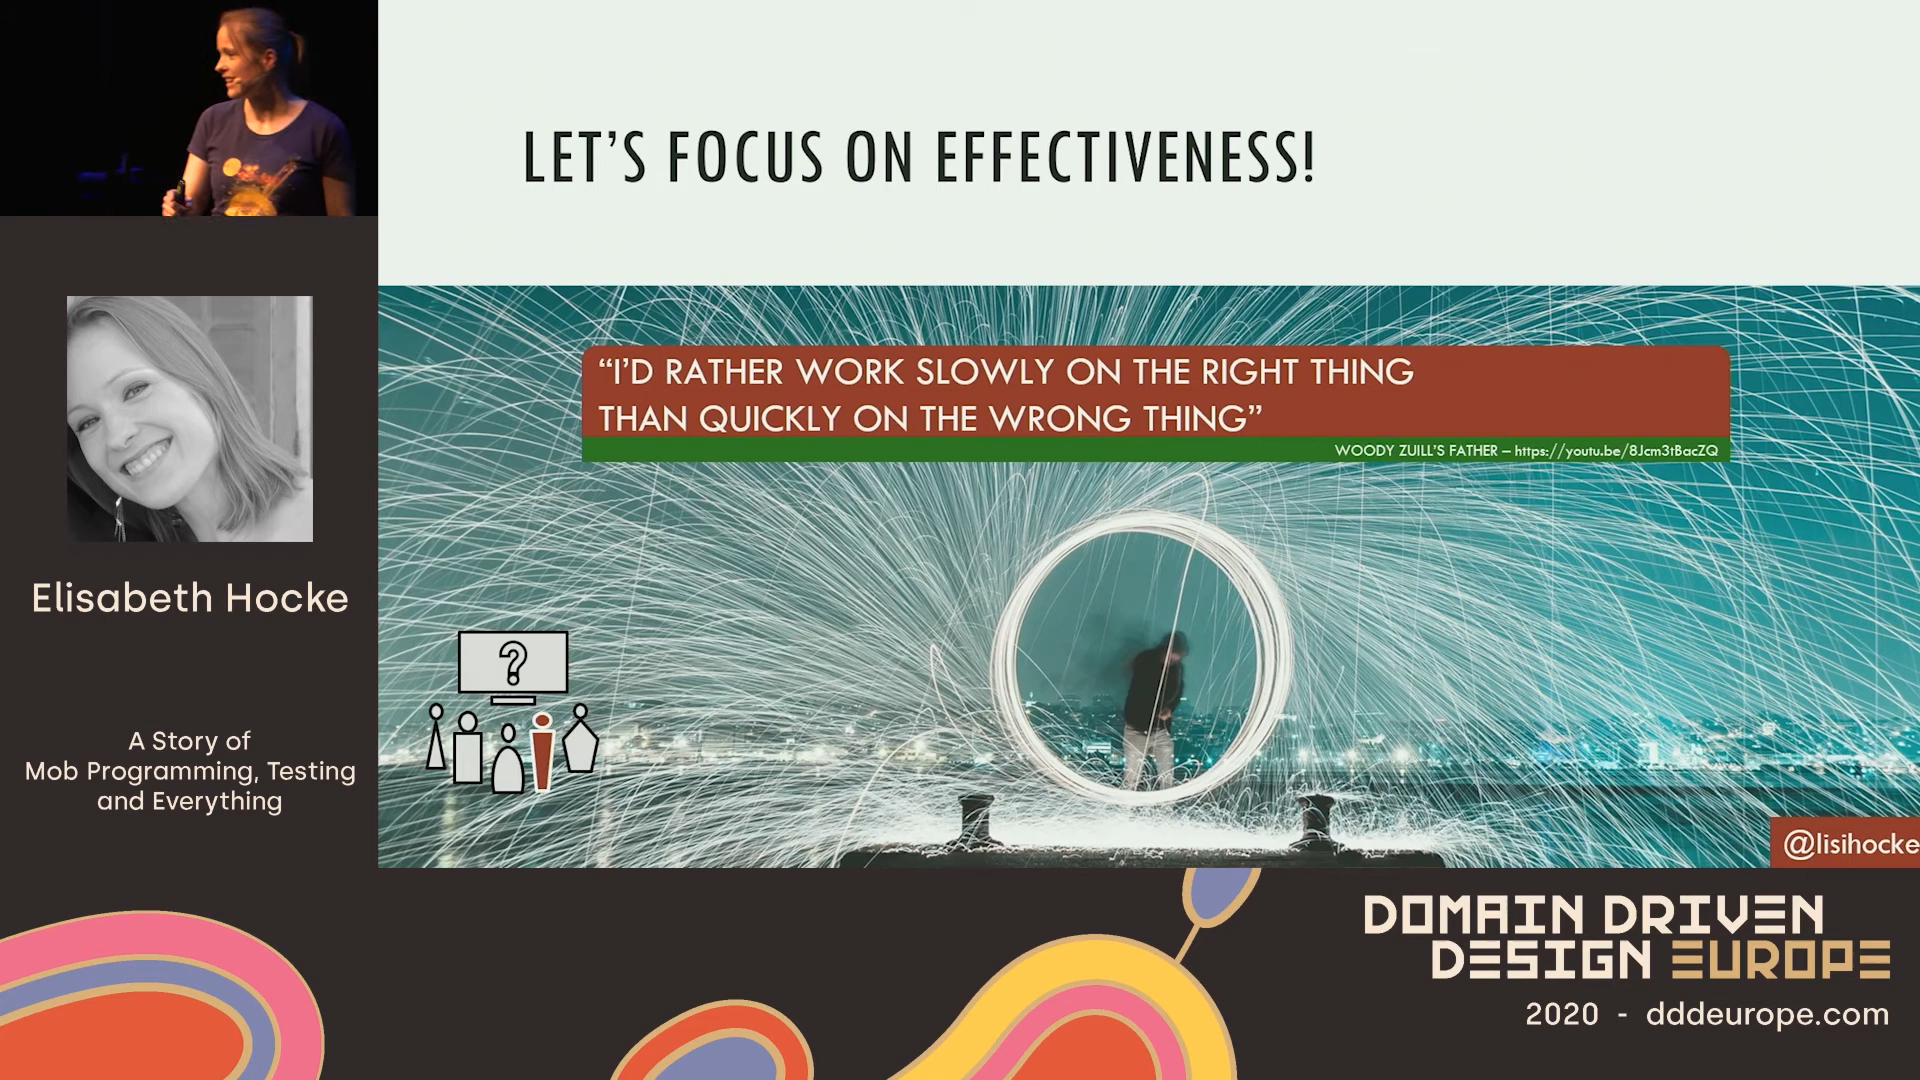 LET'S FOCUS ON EFFECTIVENESS!
“I'D RATHER WORK SLOWLY ON THE RIGHT THING
THAN QUICKLY ON THE WRONG THING”
WOODY ZUILL'S FATHER – https://youtu.be/8Jcm3tBacZQ
?
@lisihocke
Elisabeth Hocke
A Story of
Mob Programming, Testing
and Everything
DOMAIN DRIVEN
DESIGN EUROPE
2020 - dddeurope.com